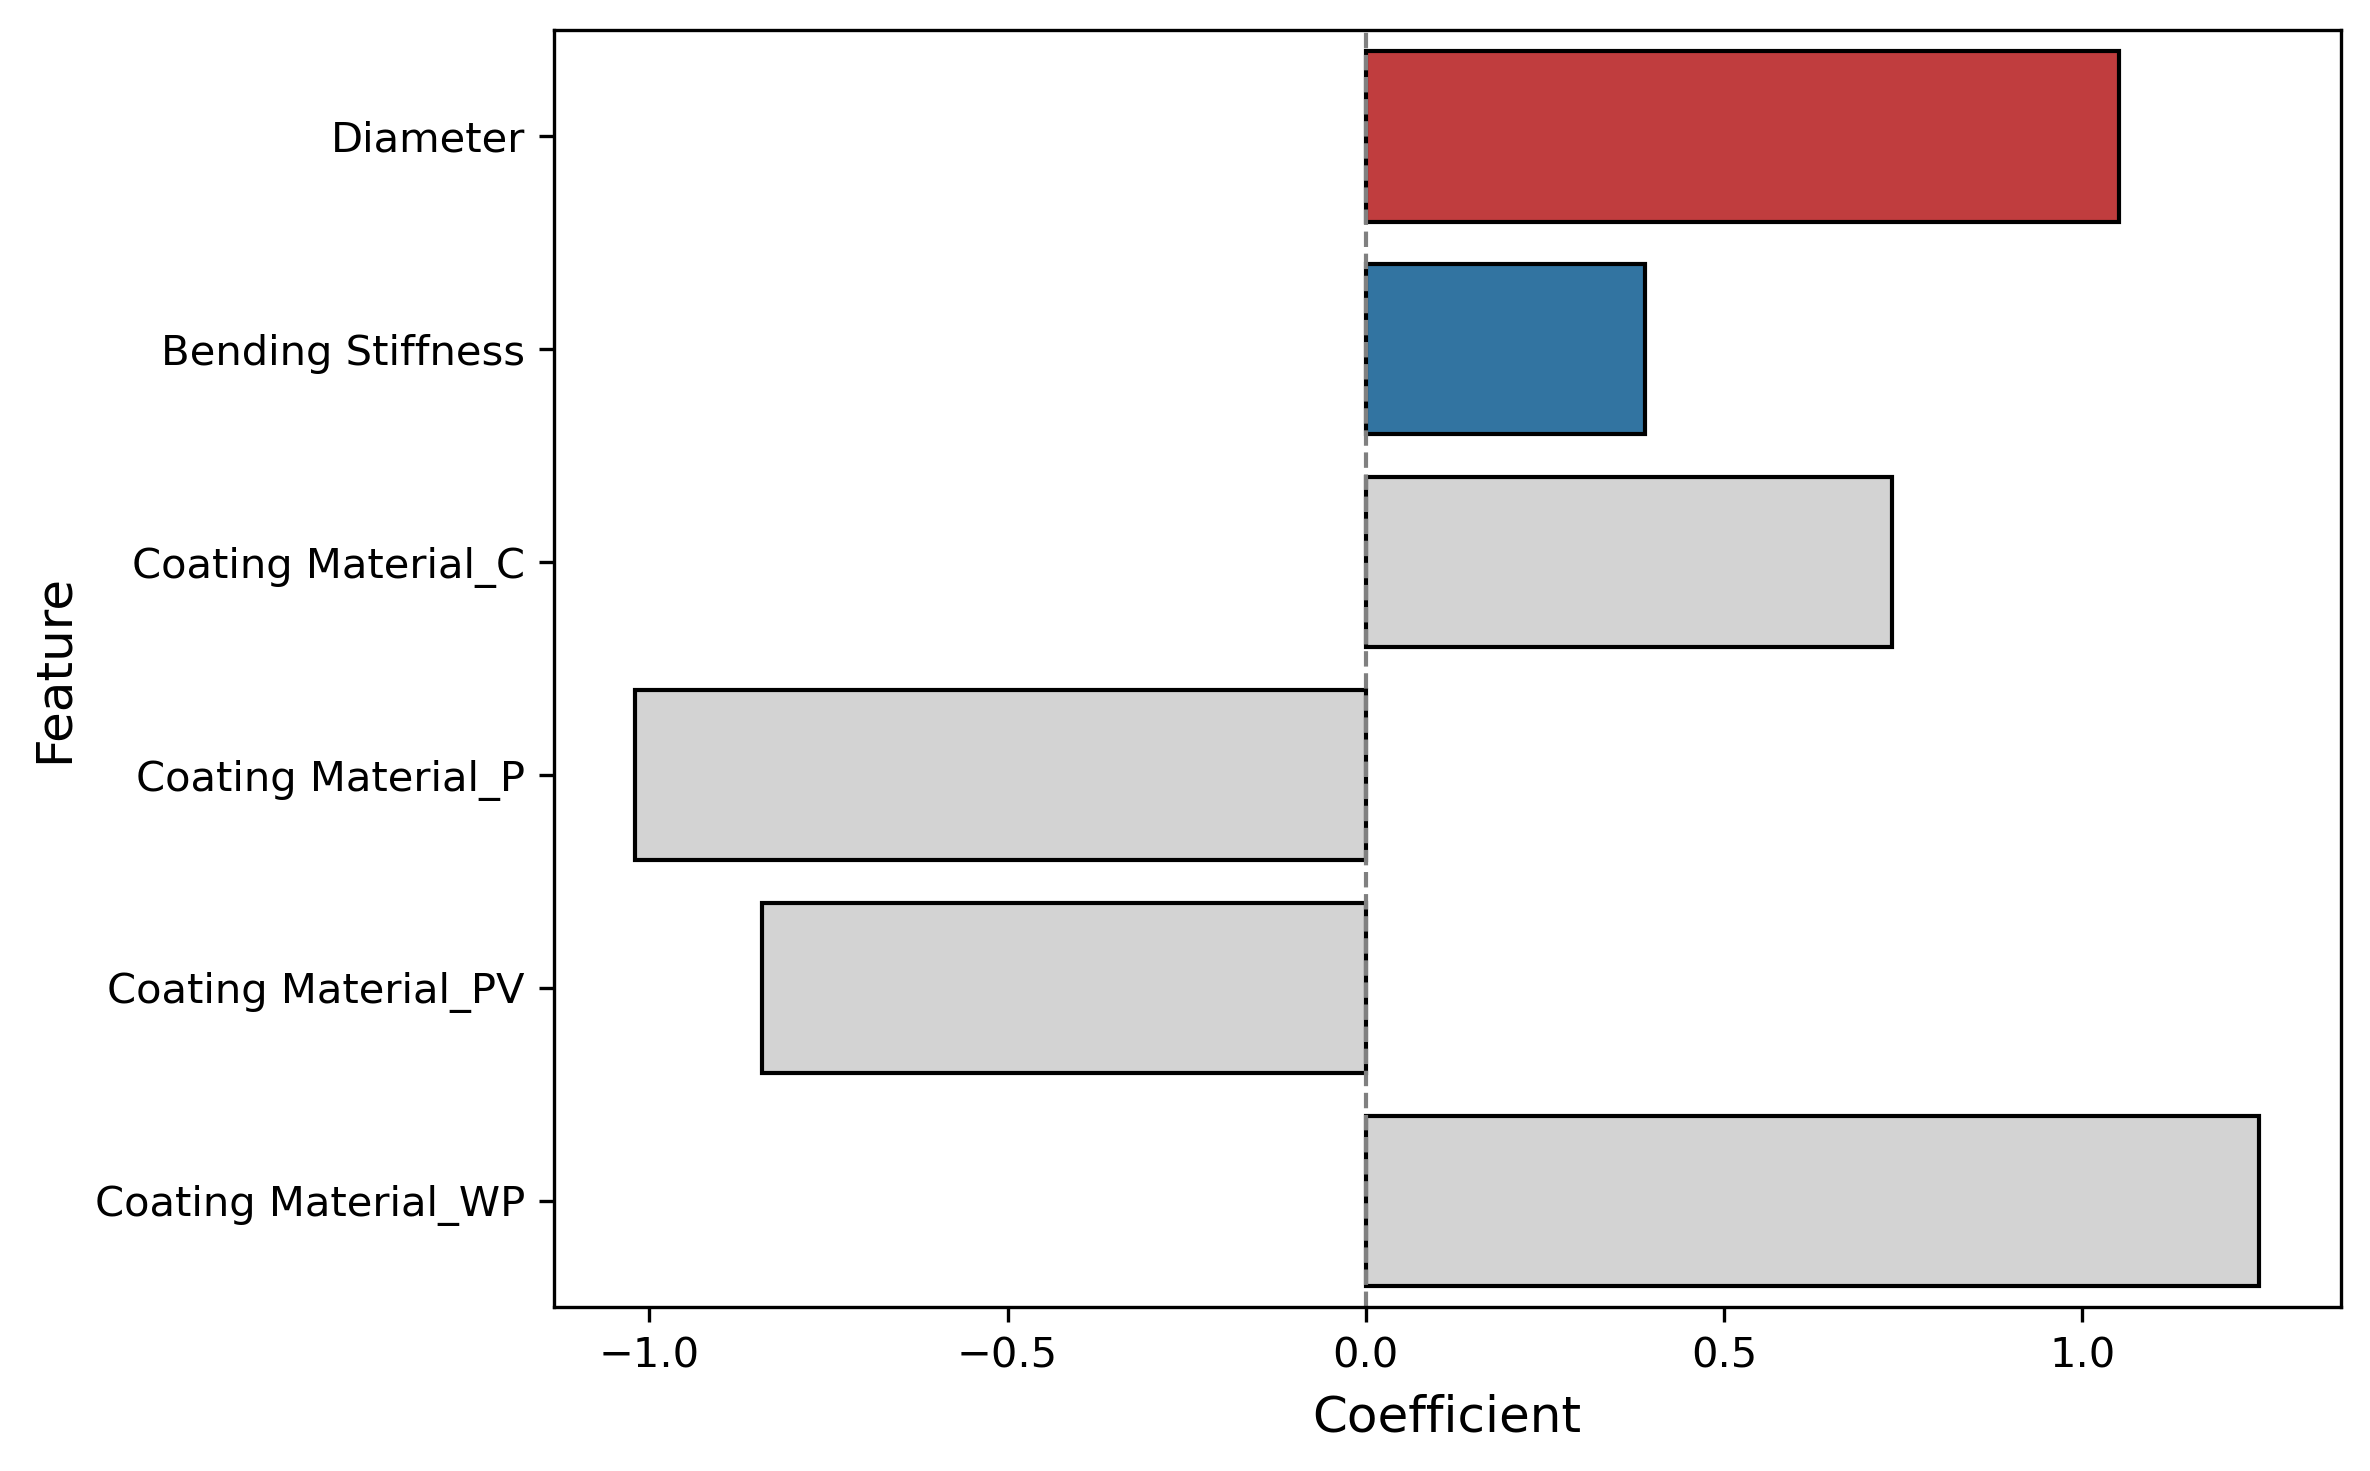 Diameter
Bending Stiffness
Coating Material_C
Coating Material_P
Coating Material_PV
Coating Material_WP
Feature
−1.0
−0.5
0.0
0.5
1.0
Coefficient